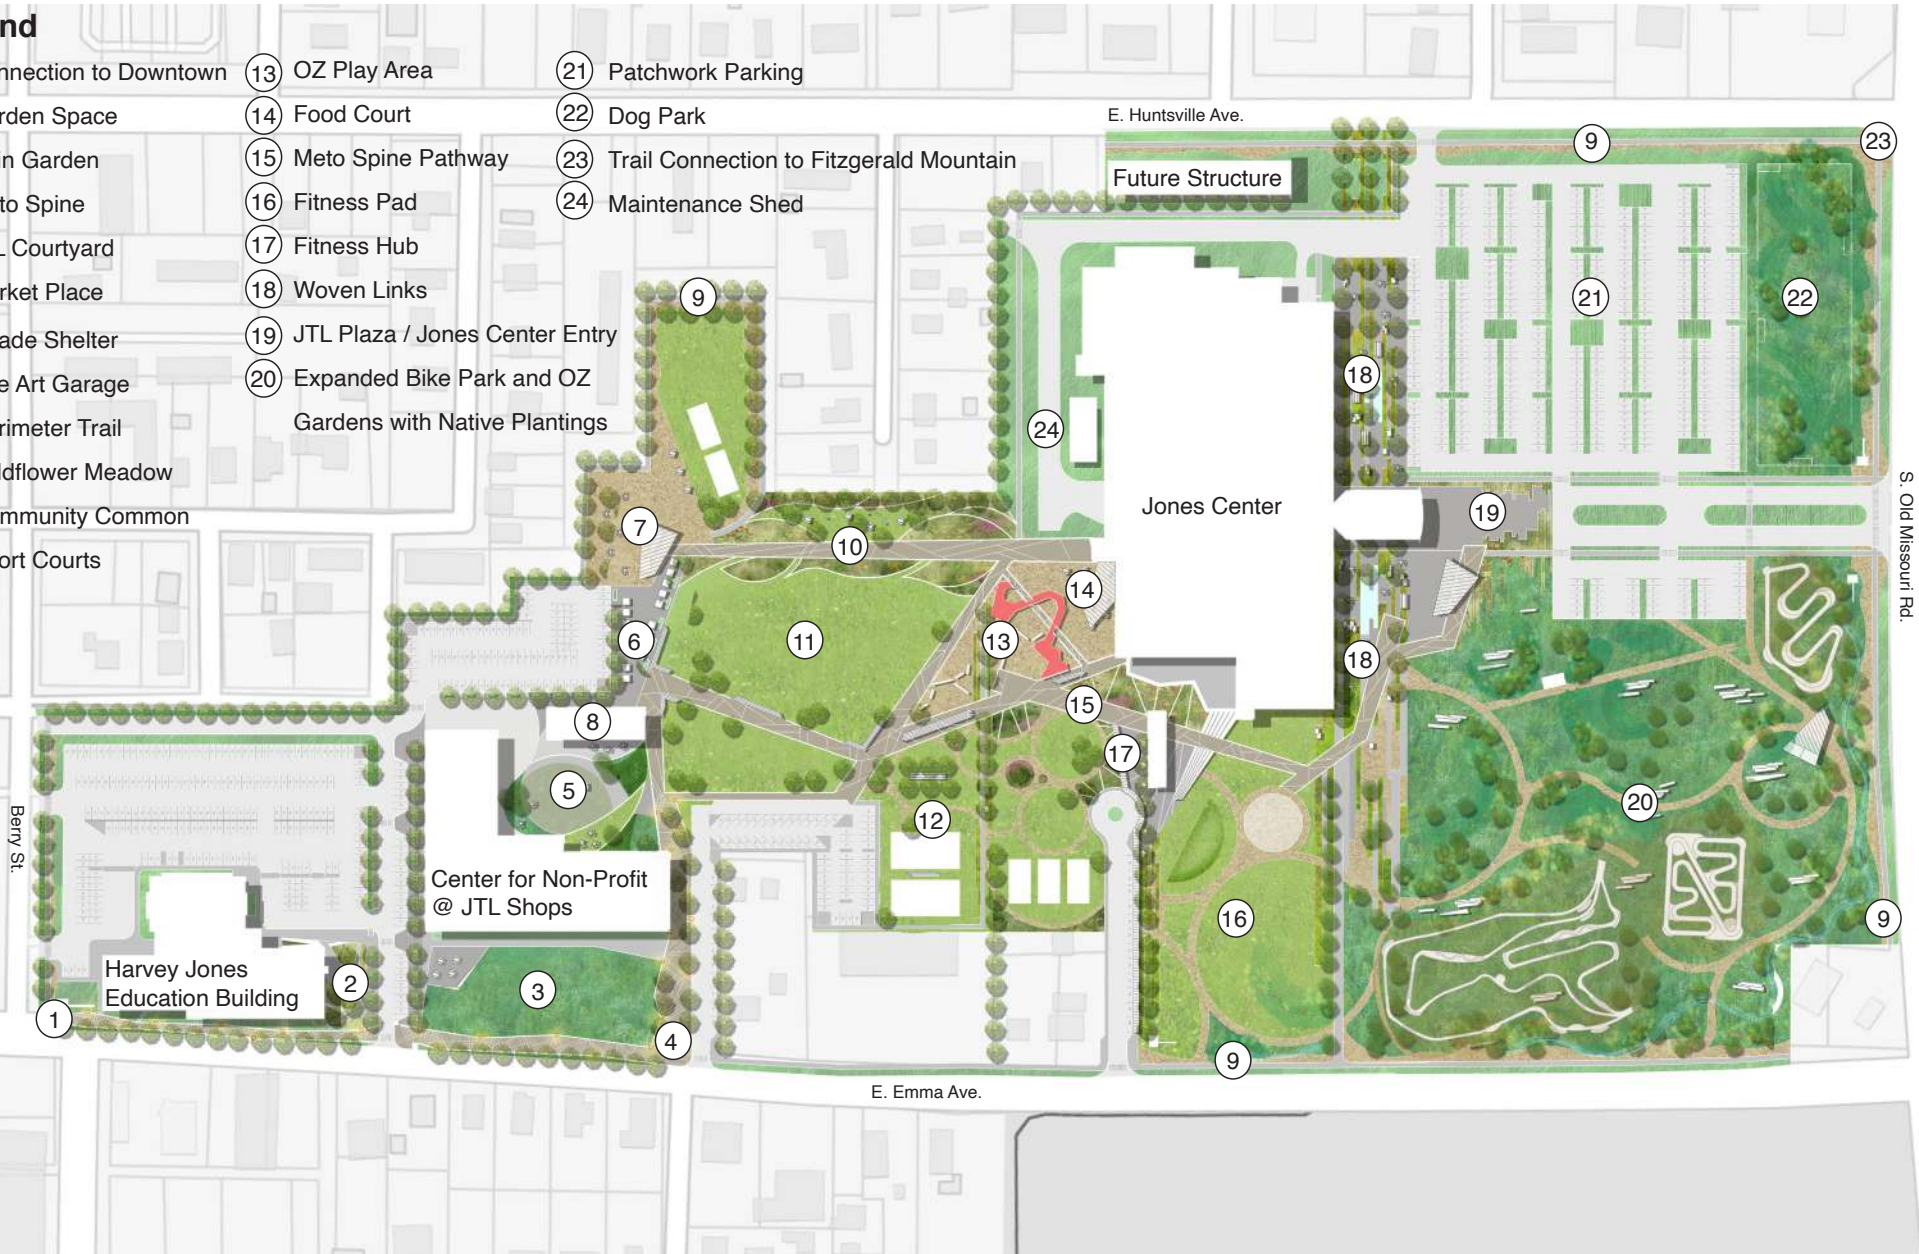 nd
nnection to Downtown
rden Space
in Garden
to Spine
L Courtyard
rket Place
ade Shelter
e Art Garage
rimeter Trail
ldflower Meadow
mmunity Common
ort Courts
13 OZ Play Area
14 Food Court
15 Meto Spine Pathway
16 Fitness Pad
17 Fitness Hub
18 Woven Links
19 JTL Plaza / Jones Center Entry
20 Expanded Bike Park and OZ
Gardens with Native Plantings
21 Patchwork Parking
22 Dog Park
23 Trail Connection to Fitzgerald Mountain
24 Maintenance Shed
E. Huntsville Ave.
9
23
Future Structure
9
21
22
18
24
S. Old Missouri Rd.
Jones Center
19
7
10
14
6
11
13
18
15
8
17
5
20
12
Berry St.
Center for Non-Profit
@ JTL Shops
16
9
Harvey Jones
Education Building
2
3
1
4
9
E. Emma Ave.